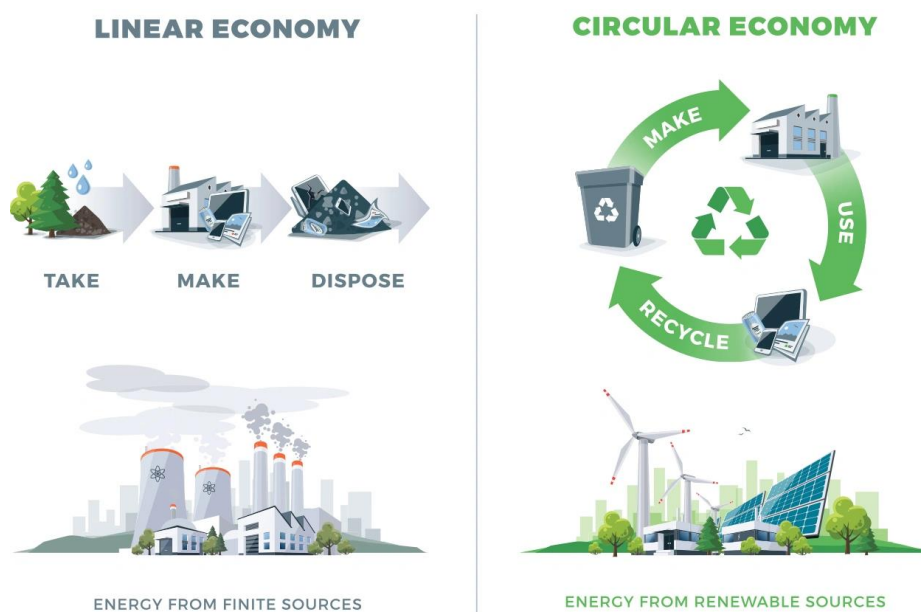 LINEAR ECONOMY
TAKE
MAKE
DISPOSE
ENERGY FROM FINITE SOURCES
CIRCULAR ECONOMY
MAKE
USE
RECYCLE
ENERGY FROM RENEWABLE SOURCES